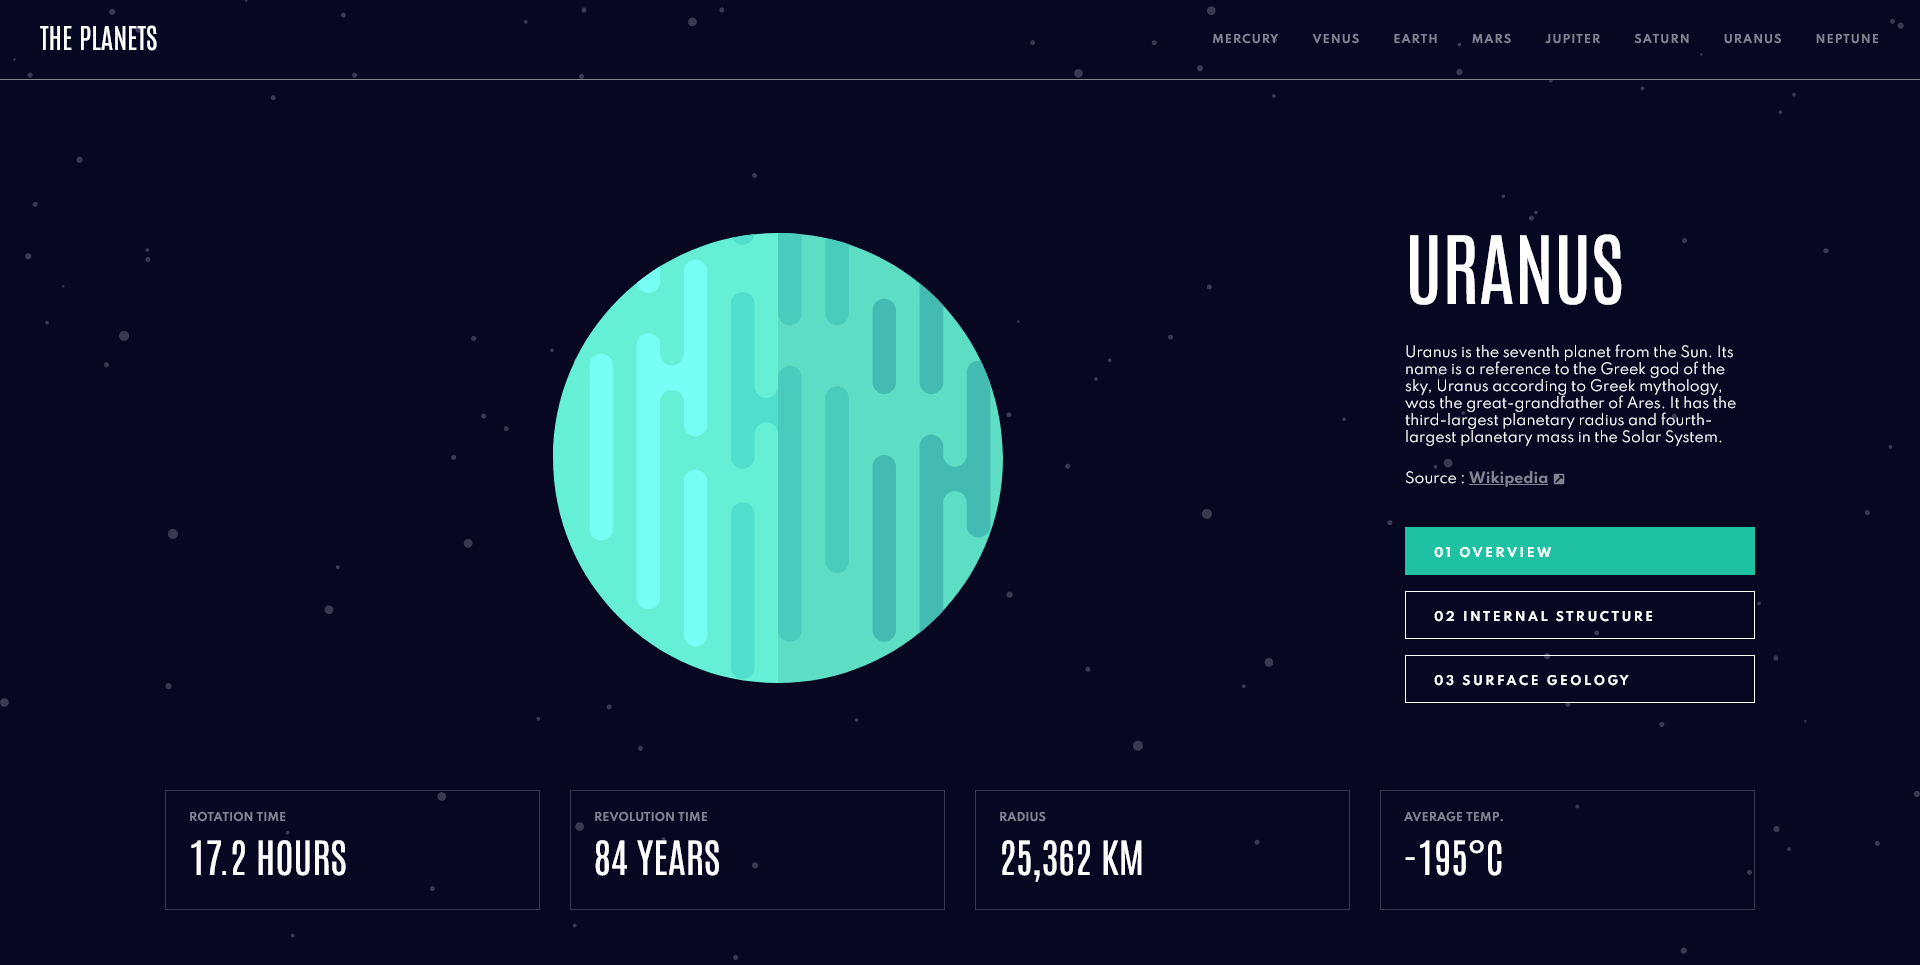 THE PLANETS
MERCURY VENUS EARTH MARS JUPITER SATURN URANUS NEPTUNE
URANUS
Uranus is the seventh planet from the Sun. Its
name is a reference to the Greek god of the
sky, Uranus according to Greek mythology,
was the great-grandfather of Ares. It has the
third-largest planetary radius and fourth-
largest planetary mass in the Solar System.
Source : Wikipedia
01 OVERVIEW
02 INTERNAL STRUCTURE
03 SURFACE GEOLOGY
ROTATION TIME
17.2 HOURS
REVOLUTION TIME
84 YEARS
RADIUS
25,362 KM
AVERAGE TEMP.
-195°C